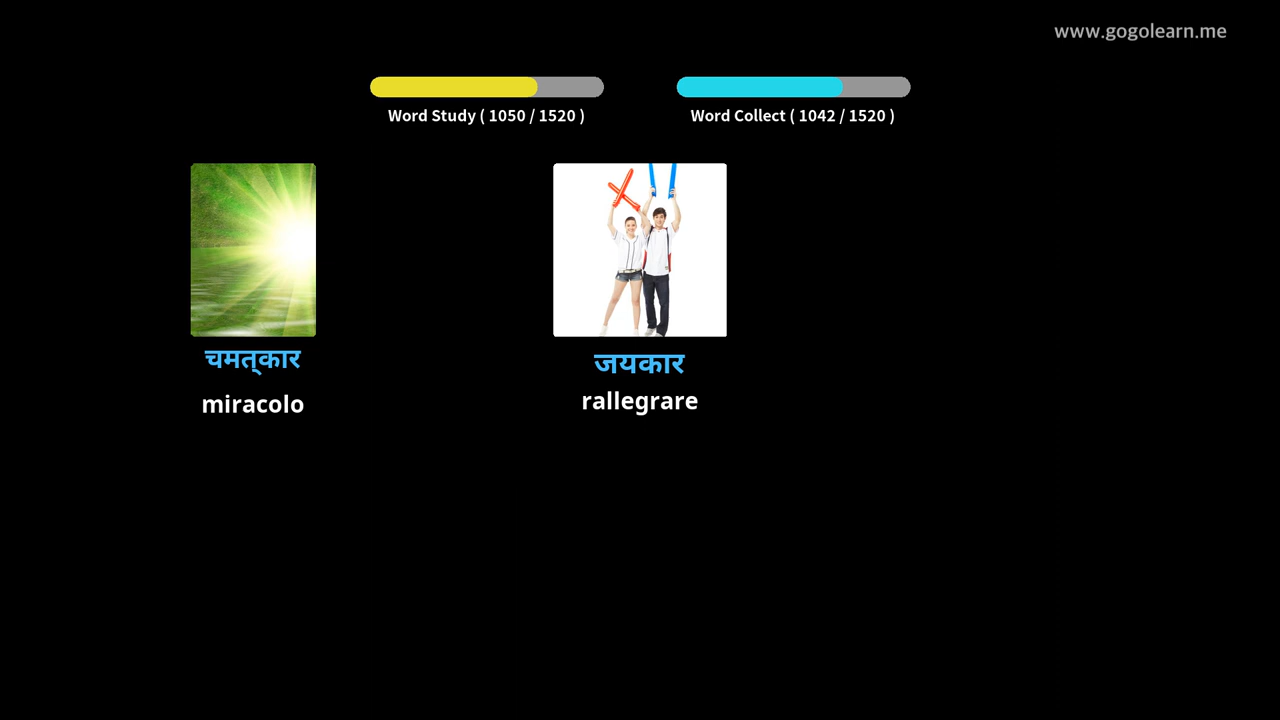 www.gogolearn.me
Word Study ( 1050 / 1520 )
Word Collect ( 1042 / 1520 )
चमत्कार
miracolo
जयकार
rallegrare